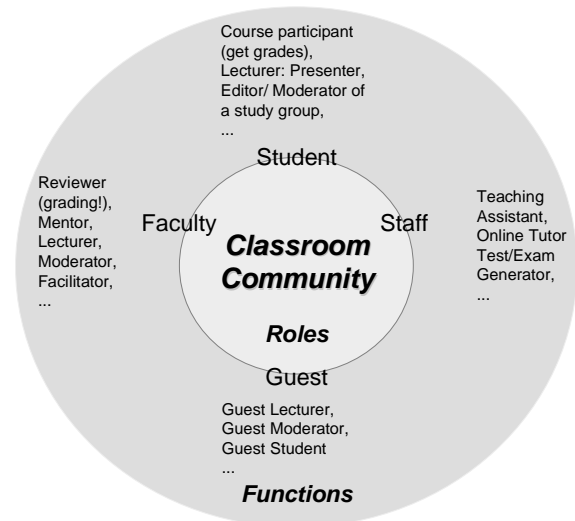 Course participant
(get grades),
Lecturer: Presenter,
Editor/ Moderator of
a study group,
...
Student
Reviewer
(grading!),
Mentor,
Lecturer,
Moderator,
Facilitator,
...
Faculty
Staff
Teaching
Assistant,
Online Tutor
Test/Exam
Generator,
...
Classroom
Community
Roles
Guest
Guest Lecturer,
Guest Moderator,
Guest Student
...
Functions